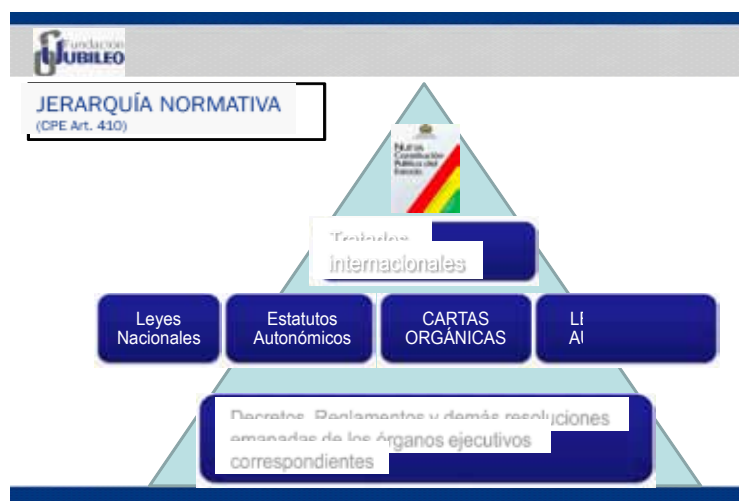 Fundación
JUBILEO
JERARQUÍA NORMATIVA
(CPE Art. 410)
Nueva
Constitución
Política del
Estado
Tratados
internacionales
Leyes
Nacionales
Estatutos
Autonómicos
CARTAS
ORGÁNICAS
Decretos, Reglamentos y demás resoluciones
emanadas de los órganos ejecutivos
correspondientes